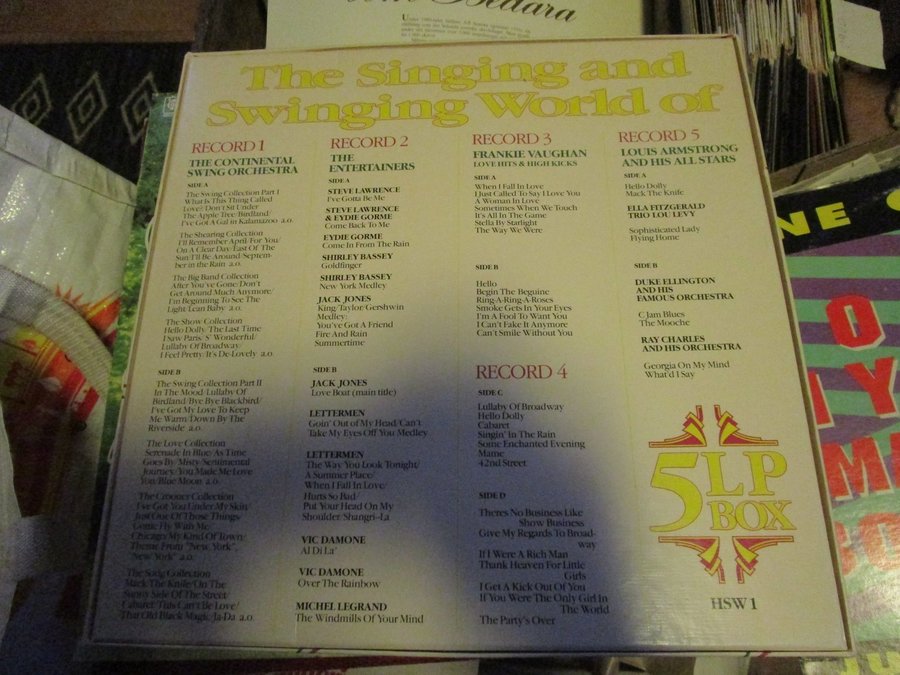 The Singing and
Swinging World of
RECORD 1
THE CONTINENTAL
SWING ORCHESTRA
SIDE A
The Swing Collection Part I
What is This Thing Called
Love/Don't Sit Under
The Apple Tree/Birdland/
I've Got A Gal in Kalamazoo a.o.
The Shearing Collection
I'll Remember April/For You
On A Clear Day/East Of The
Sun/I'll Be Around/Septem-
ber in the Rain a.o.
The Big Band Collection
After You've Gone/Don't
Get Around Much Anymore/
I'm Beginning To See The
Light/Lean Baby a.o.
The Show Collection
Hello Dolly/The Last Time
I Saw Paris/'S' Wonderful/
Lullaby Of Broadway/
I Feel Pretty/It's De-Lovely a.o.
SIDE B
The Swing Collection Part II
In The Mood/Lullaby Of
Birdland/Bye Bye Blackbird/
I've Got My Love To Keep
Me Warm/Down By The
Riverside a.o.
The Love Collection
Serenade In Blue/As Time
Goes By/Misty/Sentimental
Journey/You Made Me Love
You/Blue Moon a.o.
The Crooner Collection
I've Got You Under My Skin/
Just One Of Those Things/
Come Fly With Me/
Chicago/My Kind Of Town/
Theme From "New York",
"New York" a.o.
The Song Collection
Mack The Knife/On The
Sunny Side Of The Street/
Cabaret/This Can't Be Love/
That Old Black Magic/Ja-Da a.o.
RECORD 2
THE
ENTERTAINERS
SIDE A
STEVE LAWRENCE
I've Gotta Be Me
STEVE LAWRENCE
& EYDIE GORME
Come Back To Me
EYDIE GORME
Come In From The Rain
SHIRLEY BASSEY
Goldfinger
SHIRLEY BASSEY
New York Medley
JACK JONES
King/Taylor/Gershwin
Medley:
You've Got A Friend
Fire And Rain
Summertime
SIDE B
JACK JONES
Love Boat (main title)
LETTERMEN
Goin' Out of My Head/Can't
Take My Eyes Off You Medley
LETTERMEN
The Way You Look Tonight/
A Summer Place/
When I Fall In Love/
Hurts So Bad/
Put Your Head On My
Shoulder/Shangri-La
VIC DAMONE
Al Di La'
VIC DAMONE
Over The Rainbow
MICHEL LEGRAND
The Windmills Of Your Mind
RECORD 3
FRANKIE VAUGHAN
LOVE HITS & HIGH KICKS
SIDE A
When I Fall In Love
I Just Called To Say I Love You
A Woman In Love
Sometimes When We Touch
It's All In The Game
Stella By Starlight
The Way We Were
SIDE B
Hello
Begin The Beguine
Ring-A-Ring-A-Roses
Smoke Gets In Your Eyes
I'm A Fool To Want You
I Can't Fake It Anymore
Can't Smile Without You
RECORD 4
SIDE C
Lullaby Of Broadway
Hello Dolly
Cabaret
Singin' In The Rain
Some Enchanted Evening
Mame
42nd Street
SIDE D
Theres No Business Like
Show Business
Give My Regards To Broad-
way
If I Were A Rich Man
Thank Heaven For Little
Girls
I Get A Kick Out Of You
If You Were The Only Girl In
The World
The Party's Over
RECORD 5
LOUIS ARMSTRONG
AND HIS ALL STARS
SIDE A
Hello Dolly
Mack The Knife
ELLA FITZGERALD
TRIO LOU LEVY
Sophisticated Lady
Flying Home
SIDE B
DUKE ELLINGTON
AND HIS
FAMOUS ORCHESTRA
C Jam Blues
The Mooche
RAY CHARLES
AND HIS ORCHESTRA
Georgia On My Mind
What'd I Say
5 LP
BOX
HSW 1